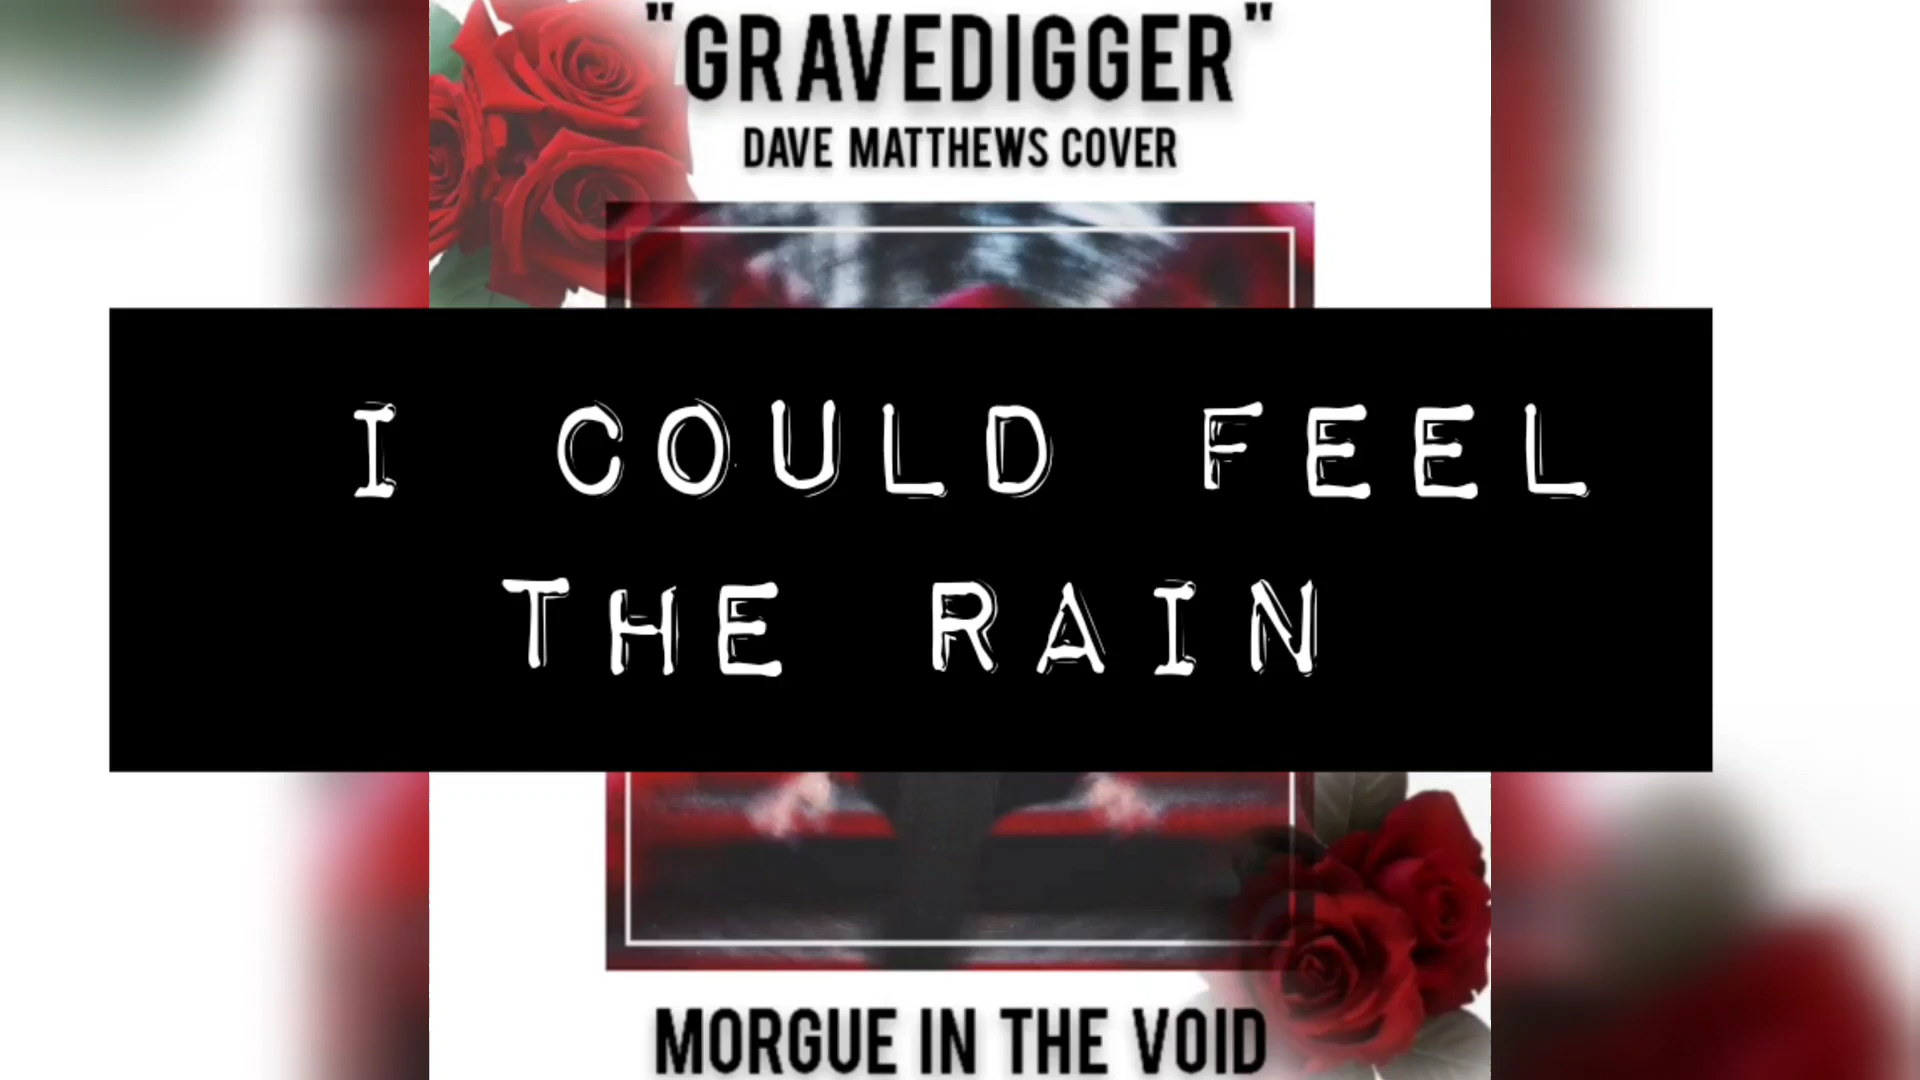 "GRAVEDIGGER"
DAVE MATTHEWS COVER
I COULD FEEL
THE RAIN
MORGUE IN THE VOID